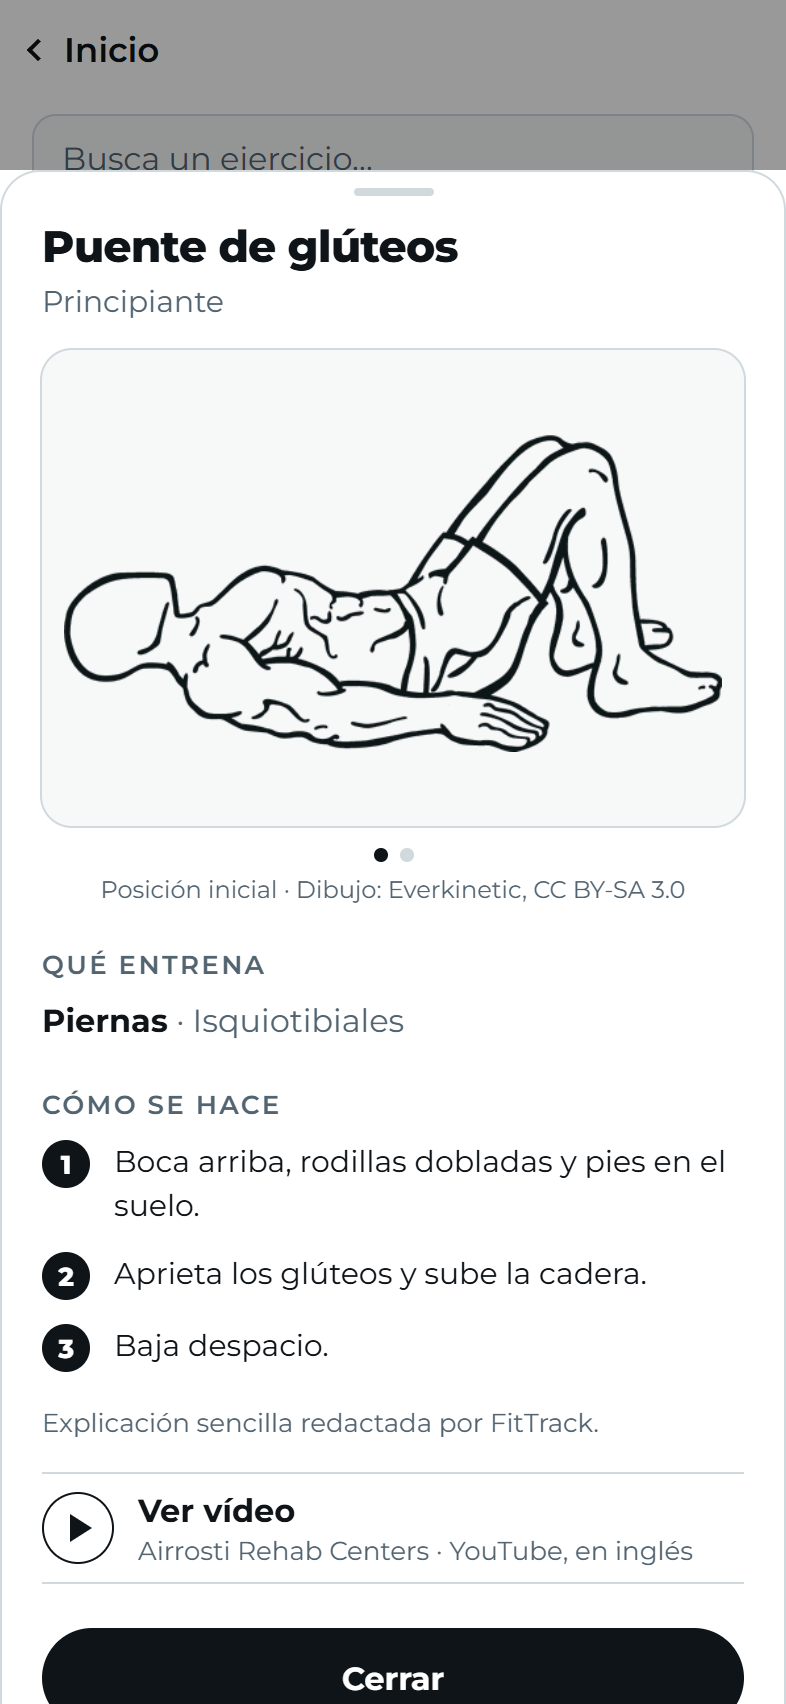 Inicio
Busca un ejercicio...
Puente de glúteos
Principiante
Posición inicial · Dibujo: Everkinetic, CC BY-SA 3.0
QUÉ ENTRENA
Piernas · Isquiotibiales
CÓMO SE HACE
1 Boca arriba, rodillas dobladas y pies en el
suelo.
2 Aprieta los glúteos y sube la cadera.
3 Baja despacio.
Explicación sencilla redactada por FitTrack.
Ver vídeo
Airrosti Rehab Centers · YouTube, en inglés
Cerrar